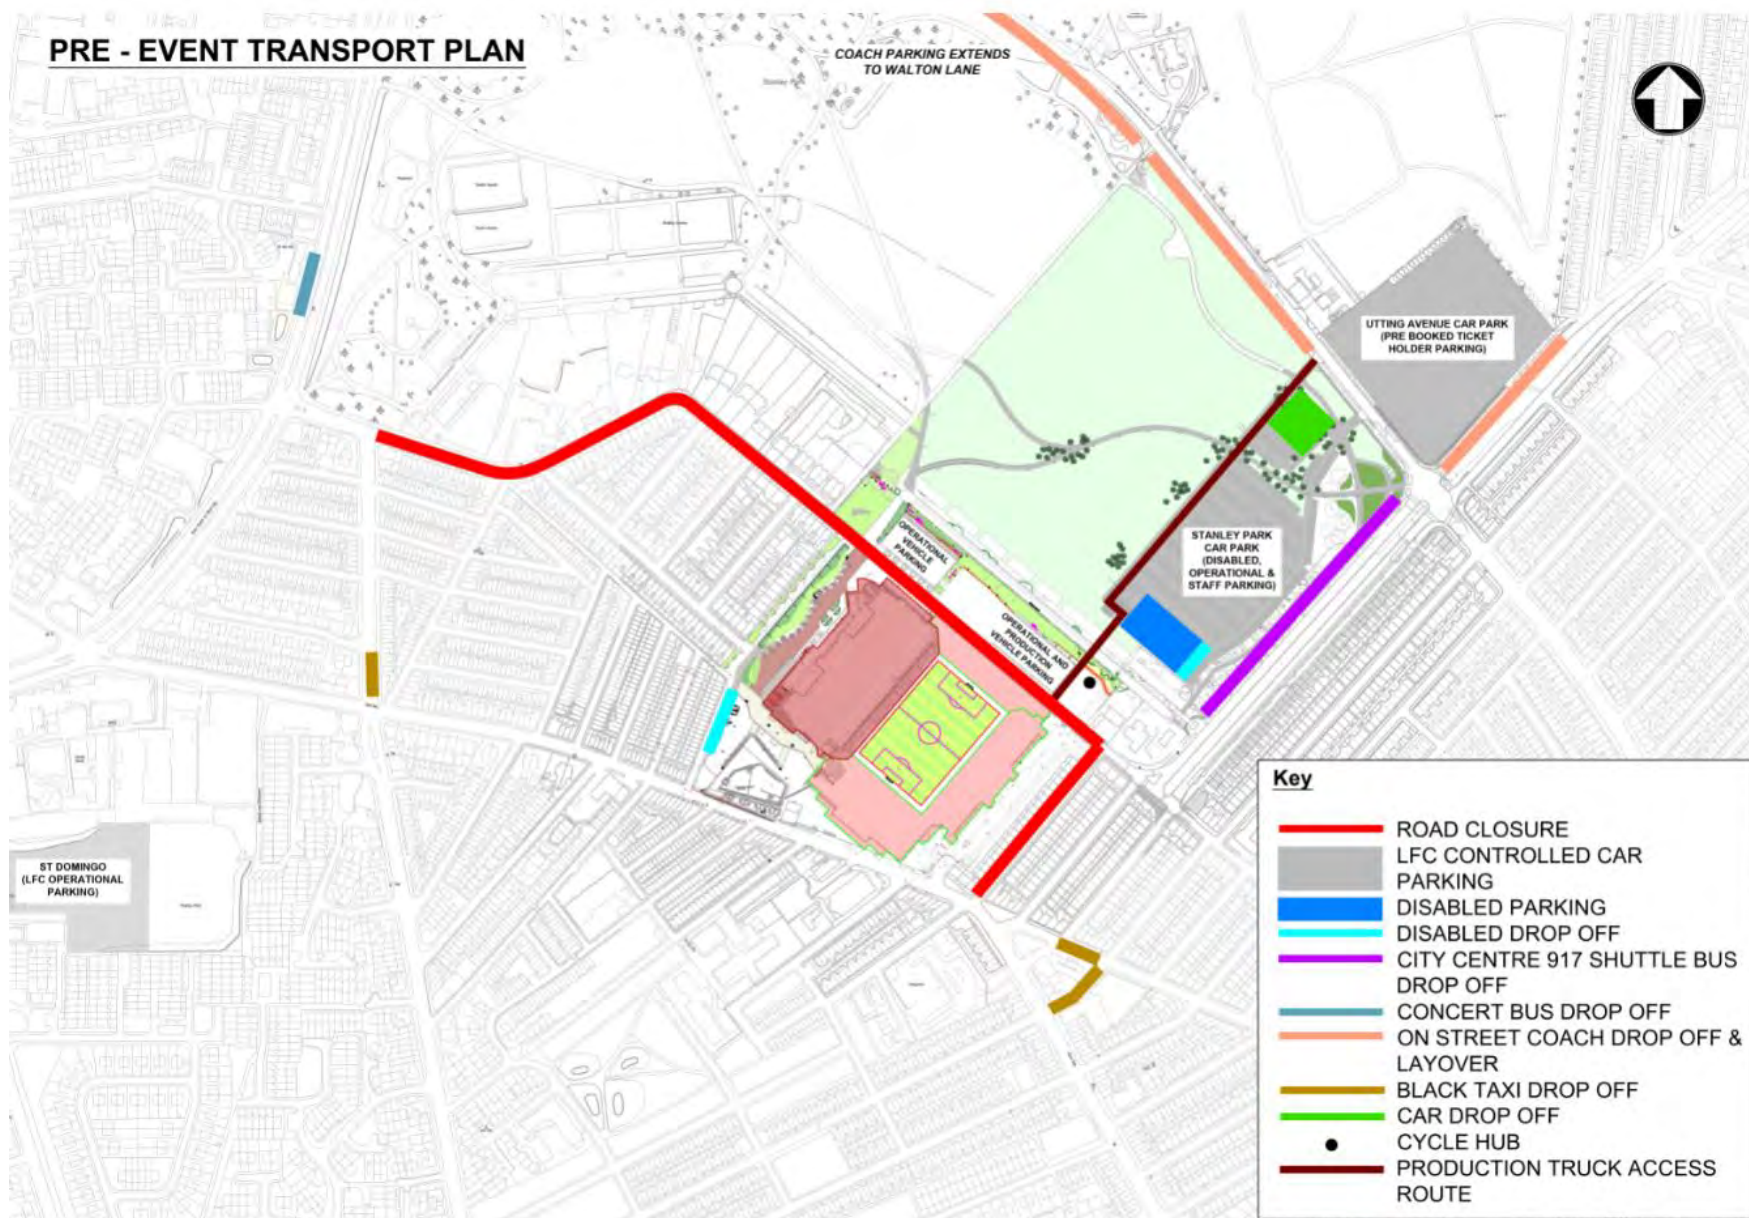 PRE - EVENT TRANSPORT PLAN
COACH PARKING EXTENDS
TO WALTON LANE
UTTING AVENUE CAR PARK
(PRE BOOKED TICKET
HOLDER PARKING)
OPERATIONAL
VEHICLE
PARKING
STANLEY PARK
CAR PARK
(DISABLED,
OPERATIONAL &
STAFF PARKING)
OPERATIONAL AND
PRODUCTION
VEHICLE PARKING
ST DOMINGO
(LFC OPERATIONAL
PARKING)
Key
ROAD CLOSURE
LFC CONTROLLED CAR
PARKING
DISABLED PARKING
DISABLED DROP OFF
CITY CENTRE 917 SHUTTLE BUS
DROP OFF
CONCERT BUS DROP OFF
ON STREET COACH DROP OFF &
LAYOVER
BLACK TAXI DROP OFF
CAR DROP OFF
CYCLE HUB
PRODUCTION TRUCK ACCESS
ROUTE